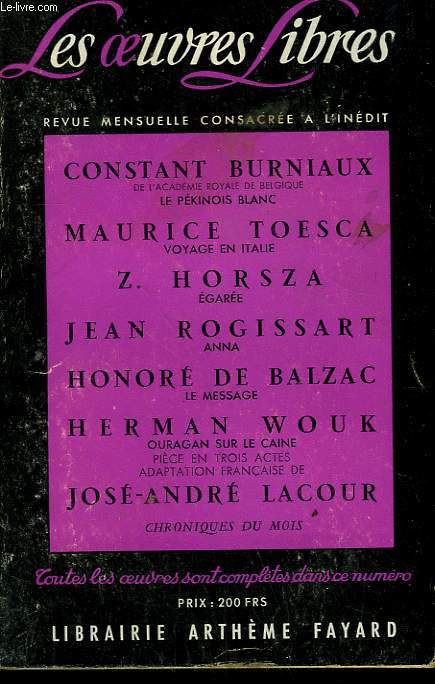 Le-livre.com
Les œuvres Libres
REVUE MENSUELLE CONSACRÉE A L'INÉDIT
CONSTANT BURNIAUX
DE L'ACADÉMIE ROYALE DE BELGIQUE
LE PÉKINOIS BLANC
MAURICE TOESCA
VOYAGE EN ITALIE
Z. HORSZA
ÉGARÉE
JEAN ROGISSART
ANNA
HONORÉ DE BALZAC
LE MESSAGE
HERMAN WOUK
OURAGAN SUR LE CAINE
PIÈCE EN TROIS ACTES
ADAPTATION FRANÇAISE DE
JOSÉ-ANDRÉ LACOUR
CHRONIQUES DU MOIS
Toutes les œuvres sont complètes dans ce numéro
PRIX : 200 FRS
LIBRAIRIE ARTHÈME FAYARD